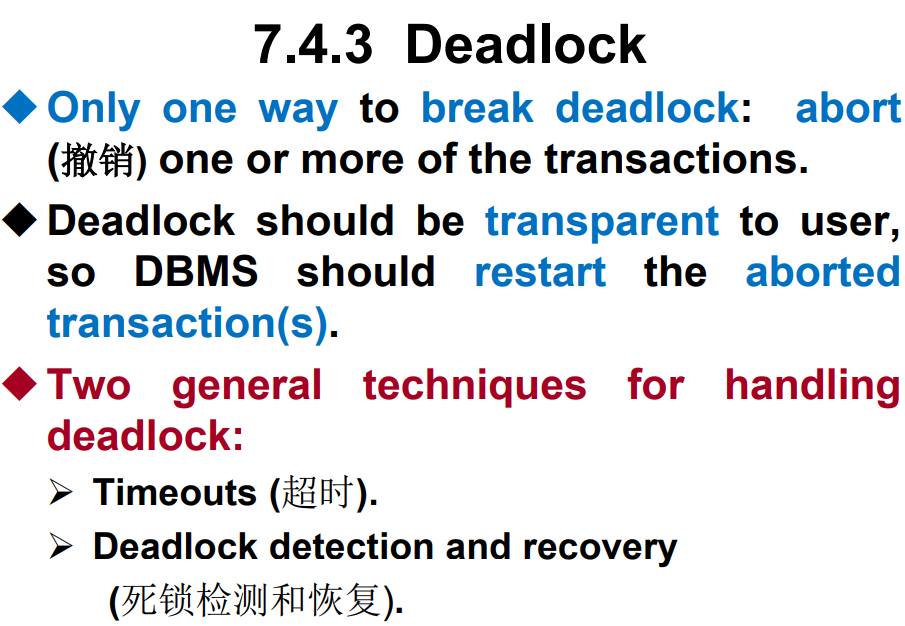 7.4.3 Deadlock
Only one way to break deadlock: abort
(撤销) one or more of the transactions.
Deadlock should be transparent to user,
so DBMS should restart the aborted
transaction(s).
Two general techniques for handling
deadlock:
Timeouts (超时).
Deadlock detection and recovery
(死锁检测和恢复).